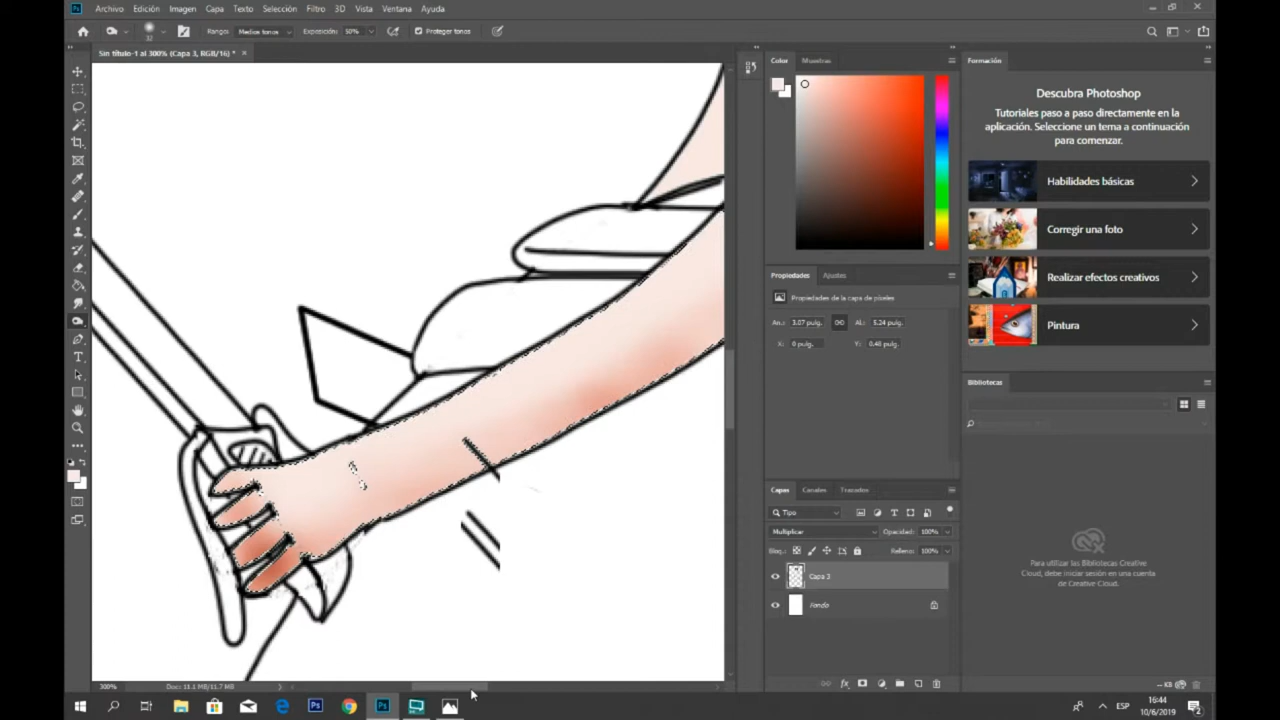 Archivo Edición Imagen Capa Texto Selección Filtro 3D Vista Ventana Ayuda
32 Rango: Medios tonos Exposición: 50% Proteger tonos
Sin título-1 al 300% (Capa 3, RGB/16) * ×
Color Muestras
Formación
Descubra Photoshop
Tutoriales paso a paso directamente en la
aplicación. Seleccione un tema a continuación
para comenzar.
Habilidades básicas
Corregir una foto
Realizar efectos creativos
Pintura
Propiedades Ajustes
Propiedades de la capa de píxeles
An.: 3.07 pulg. Al.: 5.24 pulg.
X: 0 pulg. Y: 0.48 pulg.
Bibliotecas
Para utilizar las Bibliotecas Creative
Cloud, debe iniciar sesión en una cuenta
de Creative Cloud.
Capas Canales Trazados
Tipo
Multiplicar Opacidad: 100%
Bloq.: Relleno: 100%
Capa 3
Fondo
fx
-- KB
300% Doc: 11.1 MB/11.7 MB
ESP
16:44
10/6/2019
2